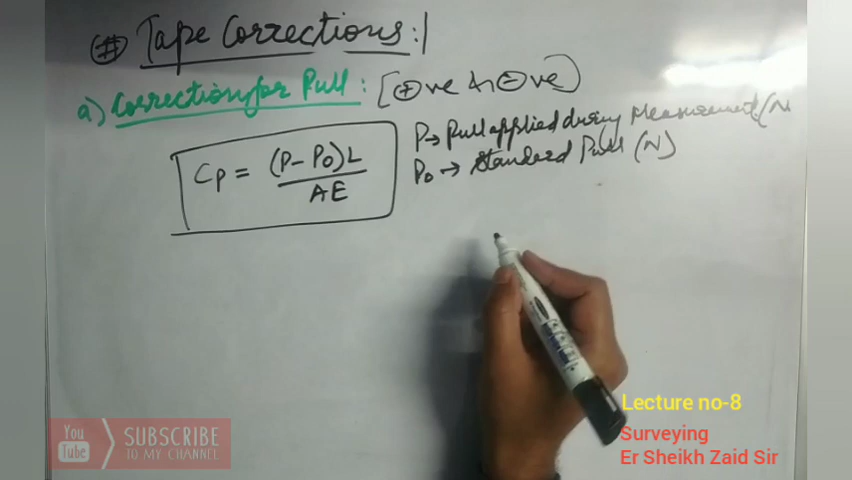 # Tape Corrections:
a) Correction for Pull: [⊕ve or ⊖ve)
Cp = (P - P₀)L / AE
P → Pull applied during Measurement (N
P₀ → Standard Pull (N)
Lecture no-8
Surveying
Er Sheikh Zaid Sir
You Tube
SUBSCRIBE
TO MY CHANNEL